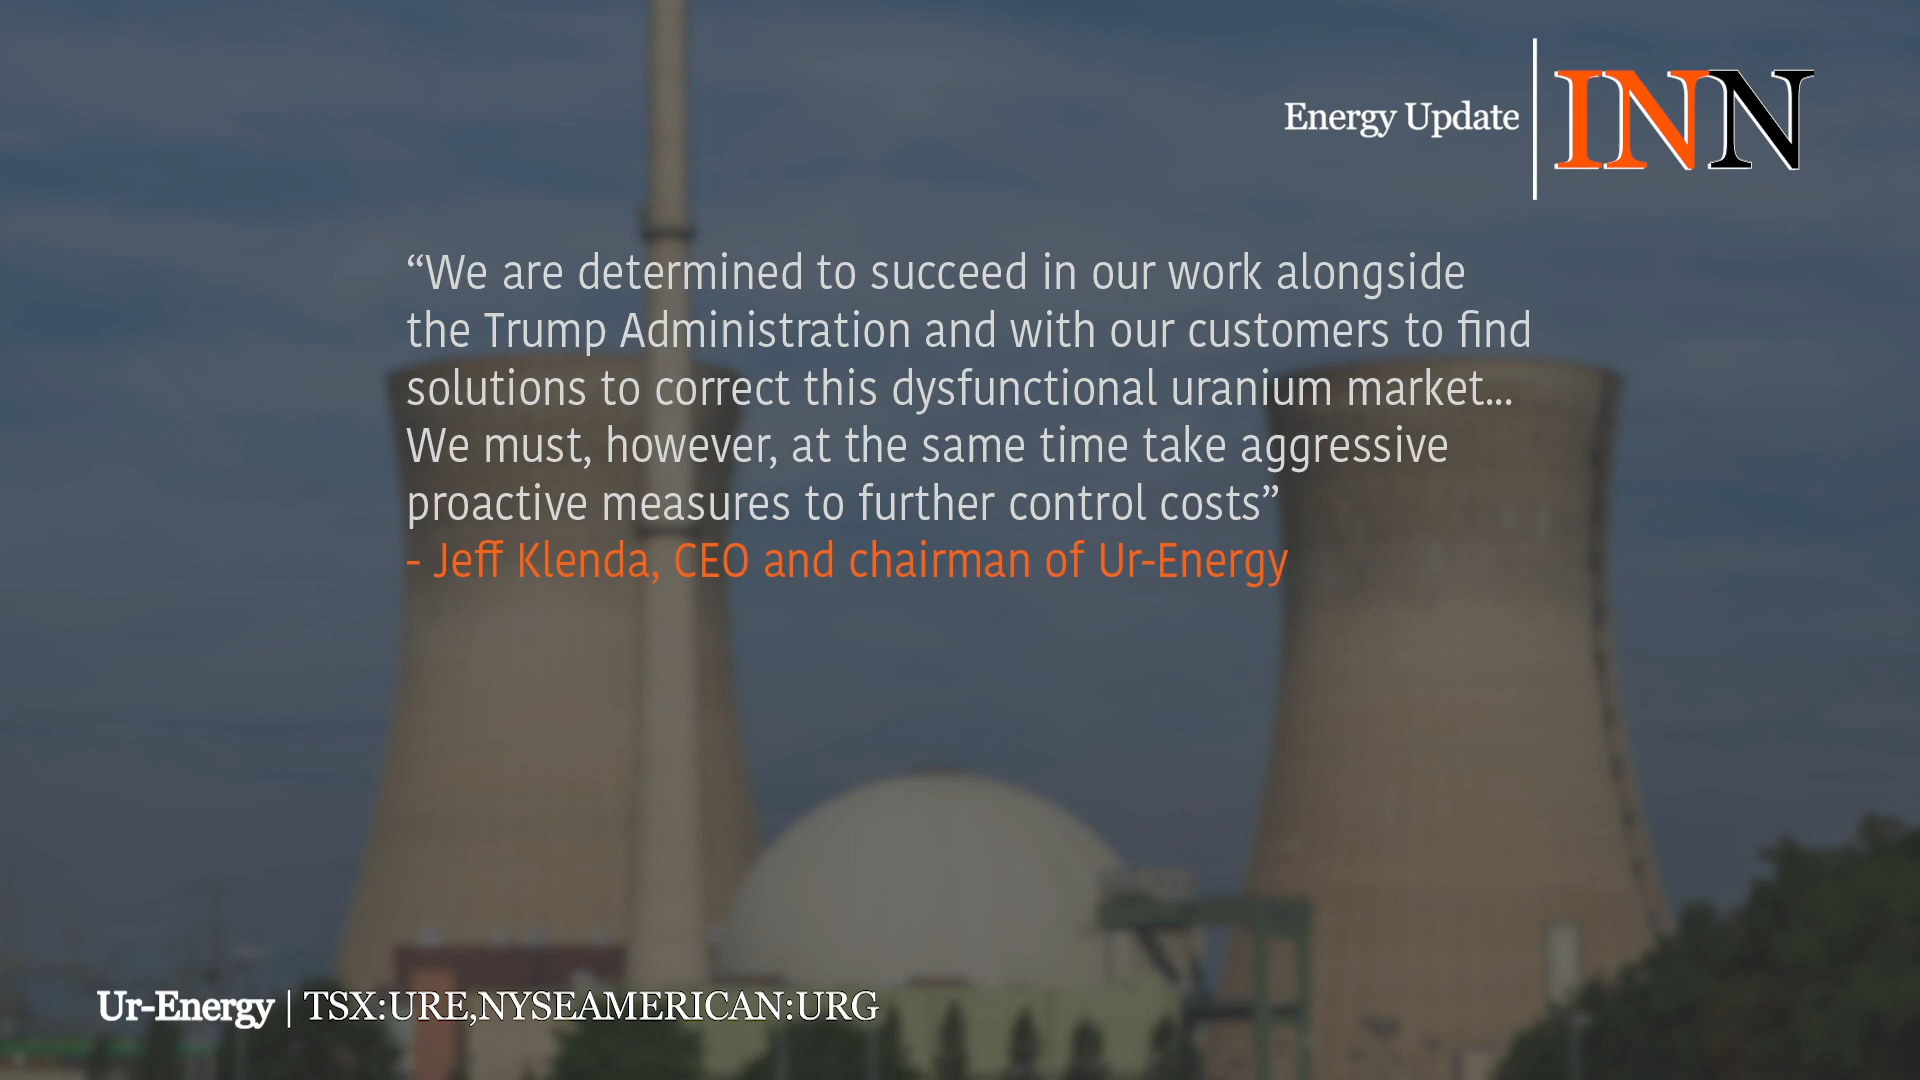 Energy Update
INN
“We are determined to succeed in our work alongside
the Trump Administration and with our customers to find
solutions to correct this dysfunctional uranium market...
We must, however, at the same time take aggressive
proactive measures to further control costs”
- Jeff Klenda, CEO and chairman of Ur-Energy
Ur-Energy | TSX:URE,NYSEAMERICAN:URG